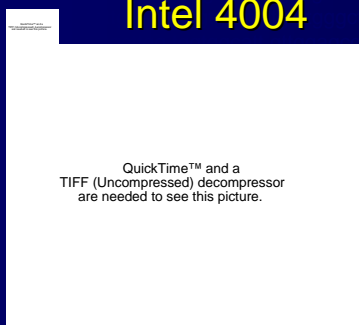 Intel 4004
QuickTime™ and a
TIFF (Uncompressed) decompressor
are needed to see this picture.